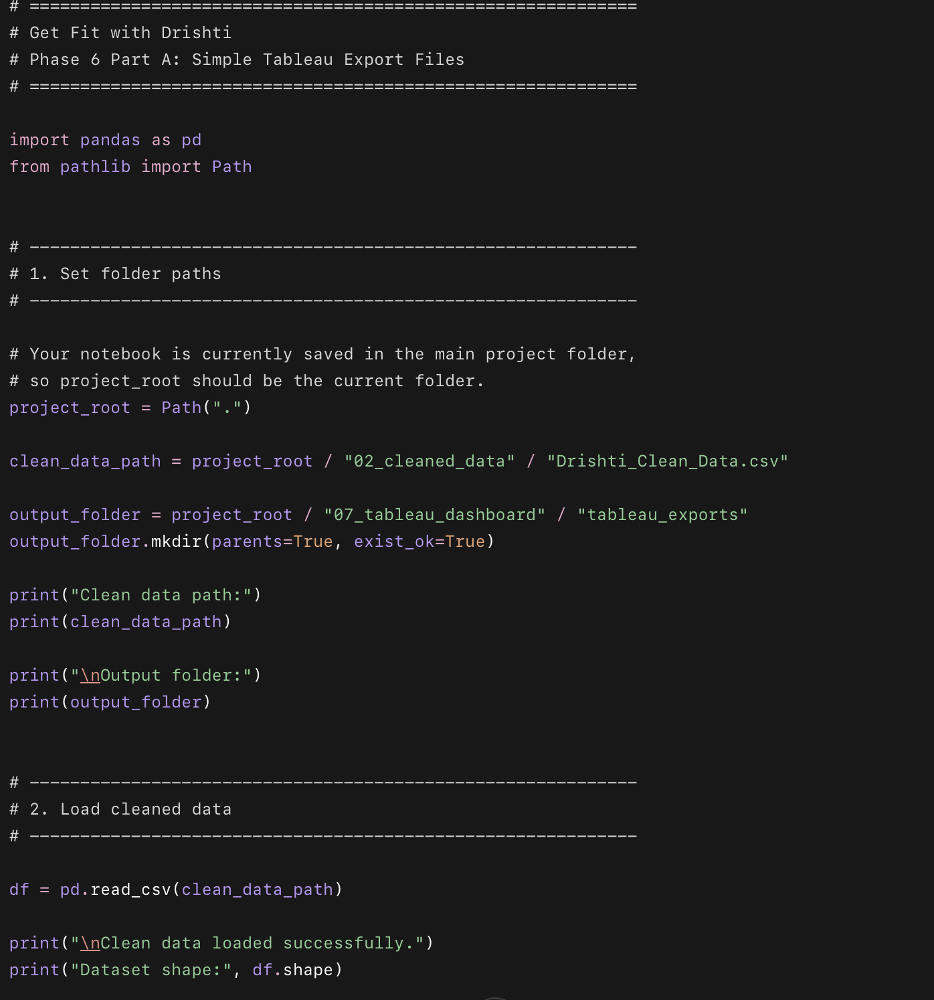 # ============================================================
# Get Fit with Drishti
# Phase 6 Part A: Simple Tableau Export Files
# ============================================================
import pandas as pd
from pathlib import Path
# ------------------------------------------------------------
# 1. Set folder paths
# ------------------------------------------------------------
# Your notebook is currently saved in the main project folder,
# so project_root should be the current folder.
project_root = Path(".")
clean_data_path = project_root / "02_cleaned_data" / "Drishti_Clean_Data.csv"
output_folder = project_root / "07_tableau_dashboard" / "tableau_exports"
output_folder.mkdir(parents=True, exist_ok=True)
print("Clean data path:")
print(clean_data_path)
print("\nOutput folder:")
print(output_folder)
# ------------------------------------------------------------
# 2. Load cleaned data
# ------------------------------------------------------------
df = pd.read_csv(clean_data_path)
print("\nClean data loaded successfully.")
print("Dataset shape:", df.shape)